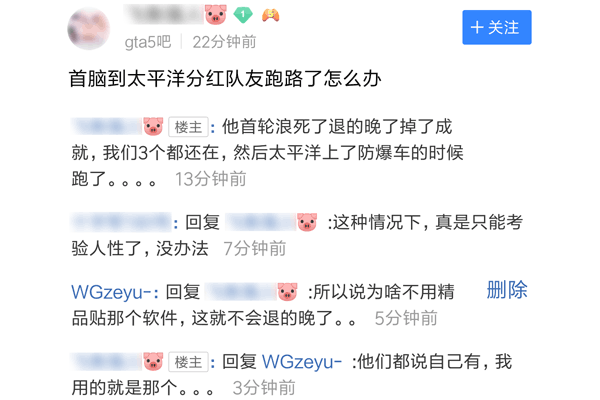 1
gta5吧 | 22分钟前
+ 关注
首脑到太平洋分红队友跑路了怎么办
楼主 : 他首轮浪死了退的晚了掉了成
就，我们3个都还在，然后太平洋上了防爆车的时候
跑了。。。。 13分钟前
: 回复 :这种情况下，真是只能考
验人性了，没办法 7分钟前
WGzeyu-: 回复 :所以说为啥不用精
删除
品贴那个软件，这就不会退的晚了。。 5分钟前
楼主 : 回复 WGzeyu- :他们都说自己有，我
用的就是那个。。。 3分钟前